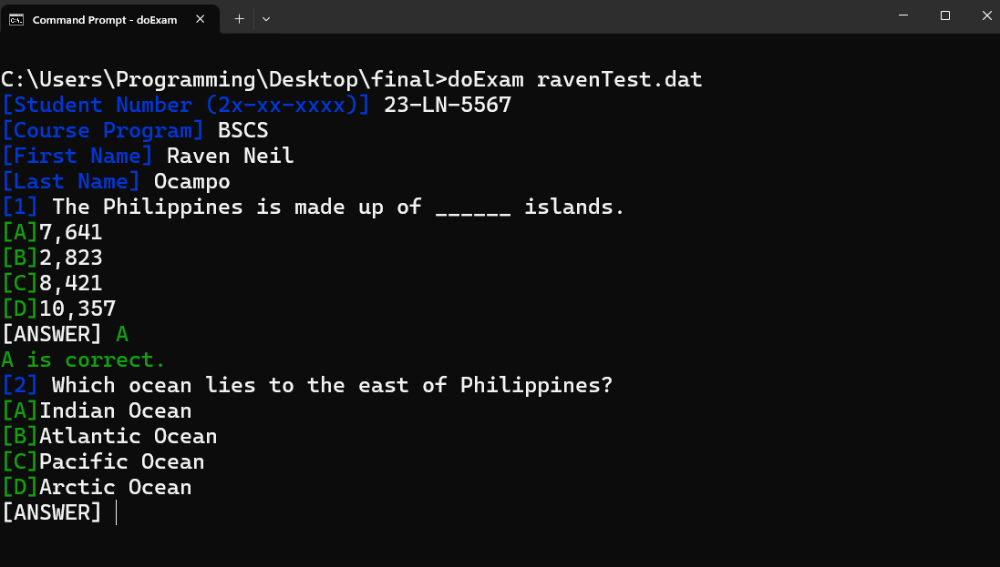 Command Prompt - doExam
C:\Users\Programming\Desktop\final>doExam ravenTest.dat
[Student Number (2x-xx-xxxx)] 23-LN-5567
[Course Program] BSCS
[First Name] Raven Neil
[Last Name] Ocampo
[1] The Philippines is made up of ______ islands.
[A]7,641
[B]2,823
[C]8,421
[D]10,357
[ANSWER] A
A is correct.
[2] Which ocean lies to the east of Philippines?
[A]Indian Ocean
[B]Atlantic Ocean
[C]Pacific Ocean
[D]Arctic Ocean
[ANSWER]